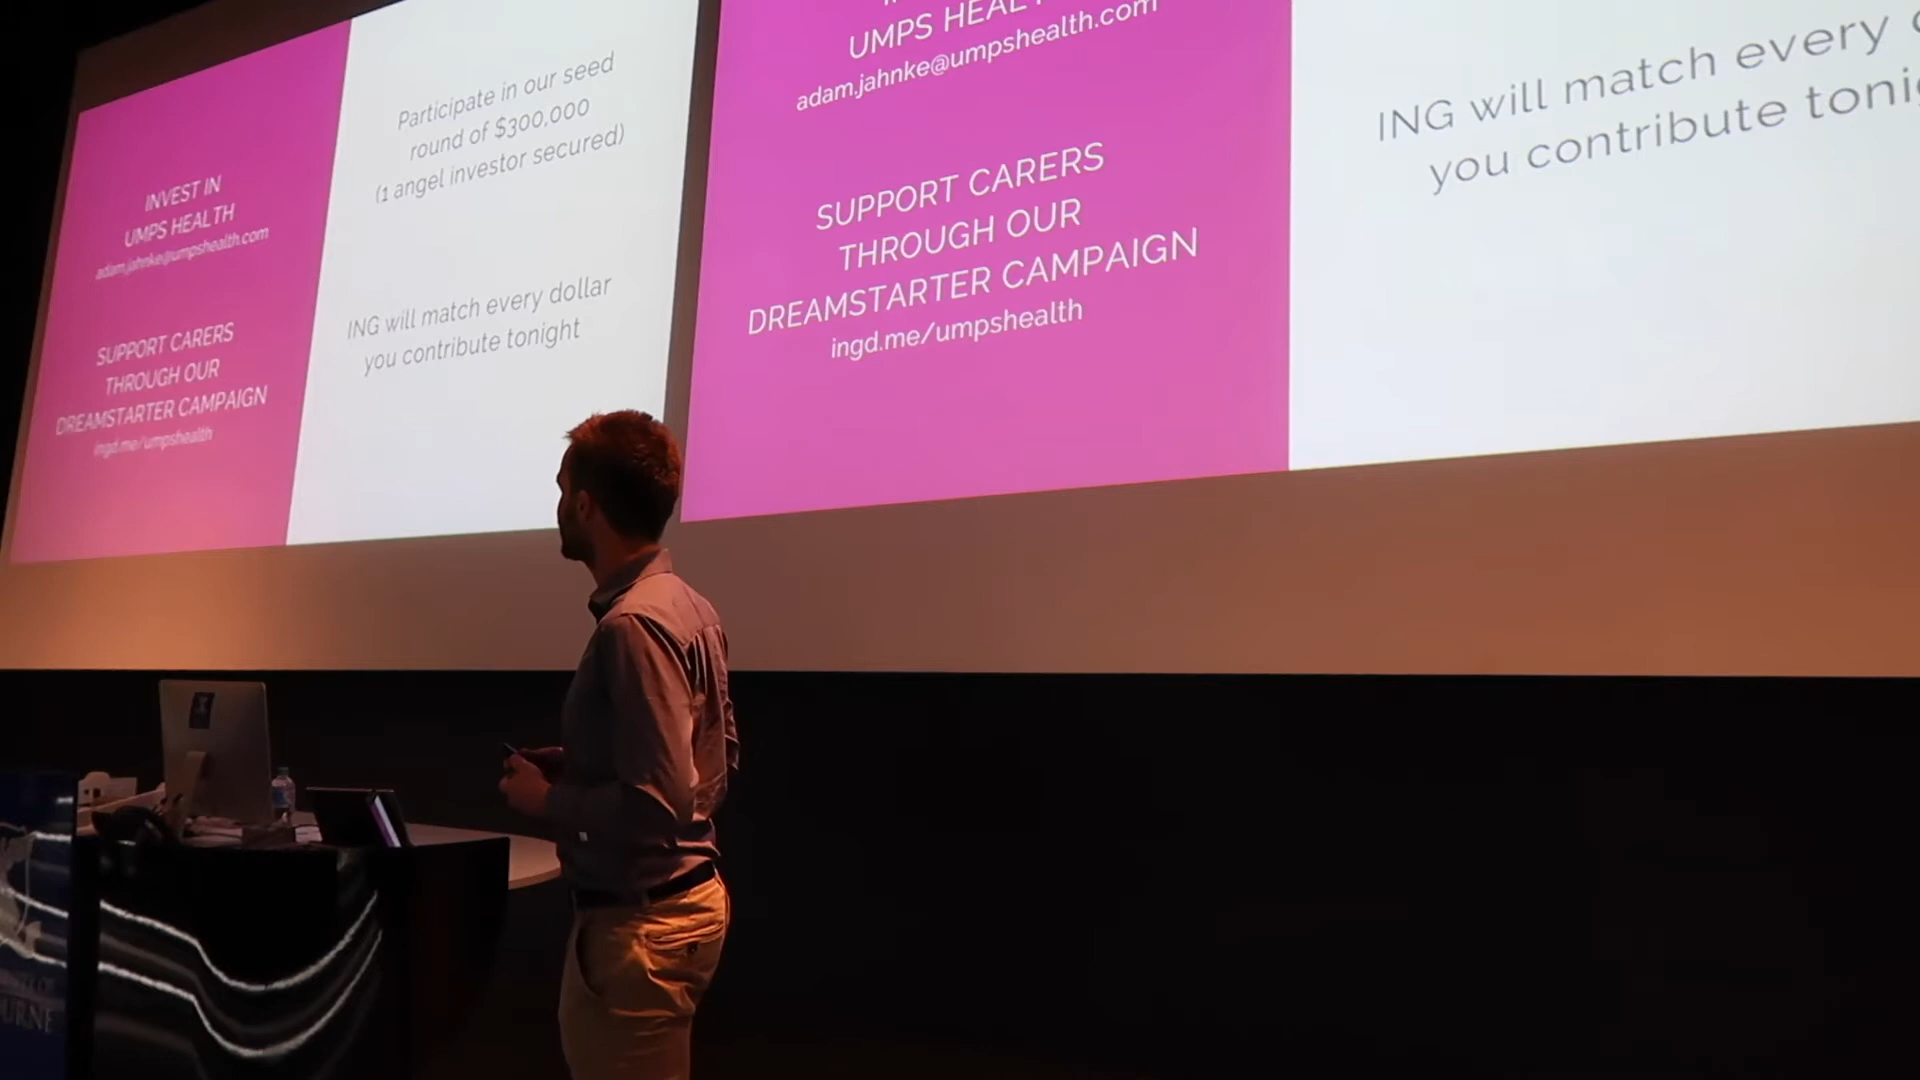 INVEST IN
UMPS HEALTH
adam.jahnke@umpshealth.com
SUPPORT CARERS
THROUGH OUR
DREAMSTARTER CAMPAIGN
ingd.me/umpshealth
Participate in our seed
round of $300,000
(1 angel investor secured)
ING will match every dollar
you contribute tonight
UMPS HEALTH
adam.jahnke@umpshealth.com
SUPPORT CARERS
THROUGH OUR
DREAMSTARTER CAMPAIGN
ingd.me/umpshealth
ING will match every
you contribute